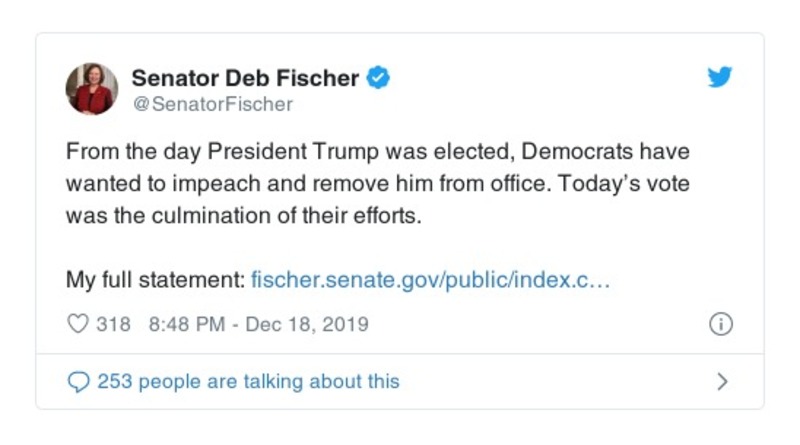 Senator Deb Fischer
@SenatorFischer
From the day President Trump was elected, Democrats have
wanted to impeach and remove him from office. Today’s vote
was the culmination of their efforts.
My full statement: fischer.senate.gov/public/index.c…
318 8:48 PM - Dec 18, 2019
253 people are talking about this